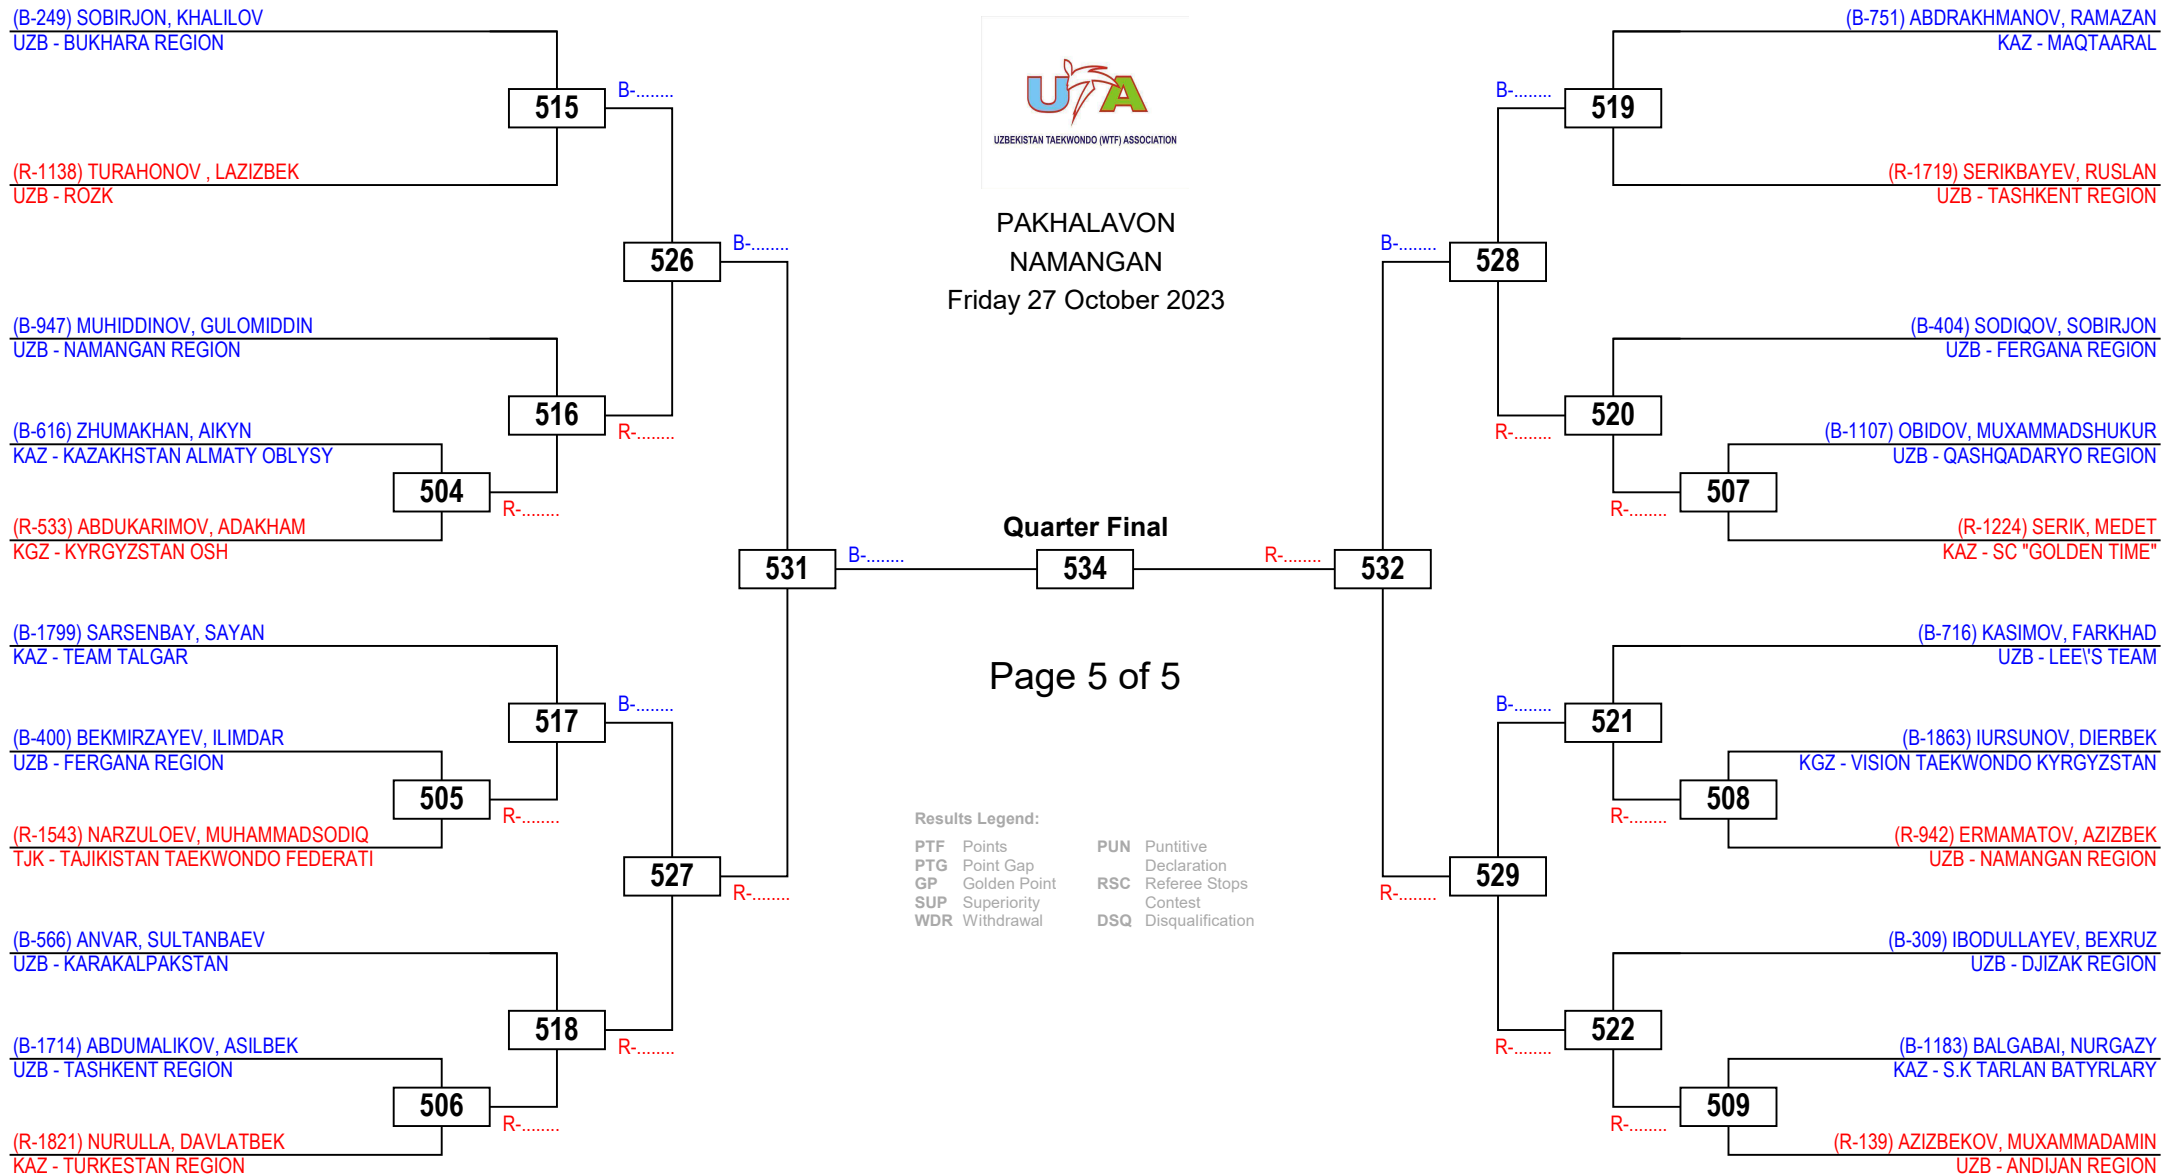 (B-249) SOBIRJON, KHALILOV
UZB - BUKHARA REGION
515
B-........
(R-1138) TURAHONOV , LAZIZBEK
UZB - ROZK
526
B-........
(B-947) MUHIDDINOV, GULOMIDDIN
UZB - NAMANGAN REGION
516
R-........
(B-616) ZHUMAKHAN, AIKYN
KAZ - KAZAKHSTAN ALMATY OBLYSY
504
R-........
(R-533) ABDUKARIMOV, ADAKHAM
KGZ - KYRGYZSTAN OSH
531
B-........
(B-1799) SARSENBAY, SAYAN
KAZ - TEAM TALGAR
517
B-........
(B-400) BEKMIRZAYEV, ILIMDAR
UZB - FERGANA REGION
505
R-........
(R-1543) NARZULOEV, MUHAMMADSODIQ
TJK - TAJIKISTAN TAEKWONDO FEDERATI
527
R-........
(B-566) ANVAR, SULTANBAEV
UZB - KARAKALPAKSTAN
518
R-........
(B-1714) ABDUMALIKOV, ASILBEK
UZB - TASHKENT REGION
506
R-........
(R-1821) NURULLA, DAVLATBEK
KAZ - TURKESTAN REGION
UTA
UZBEKISTAN TAEKWONDO (WTF) ASSOCIATION
PAKHALAVON
NAMANGAN
Friday 27 October 2023
Quarter Final
534
Page 5 of 5
Results Legend:
PTF Points
PTG Point Gap
GP Golden Point
SUP Superiority
WDR Withdrawal
PUN Puntitive
Declaration
RSC Referee Stops
Contest
DSQ Disqualification
(B-751) ABDRAKHMANOV, RAMAZAN
KAZ - MAQTAARAL
B-........
519
(R-1719) SERIKBAYEV, RUSLAN
UZB - TASHKENT REGION
B-........
528
(B-404) SODIQOV, SOBIRJON
UZB - FERGANA REGION
520
R-........
(B-1107) OBIDOV, MUXAMMADSHUKUR
UZB - QASHQADARYO REGION
507
R-........
(R-1224) SERIK, MEDET
KAZ - SC "GOLDEN TIME"
R-........
532
(B-716) KASIMOV, FARKHAD
UZB - LEE\'S TEAM
B-........
521
(B-1863) IURSUNOV, DIERBEK
KGZ - VISION TAEKWONDO KYRGYZSTAN
508
R-........
(R-942) ERMAMATOV, AZIZBEK
UZB - NAMANGAN REGION
529
R-........
(B-309) IBODULLAYEV, BEXRUZ
UZB - DJIZAK REGION
522
R-........
(B-1183) BALGABAI, NURGAZY
KAZ - S.K TARLAN BATYRLARY
509
R-........
(R-139) AZIZBEKOV, MUXAMMADAMIN
UZB - ANDIJAN REGION